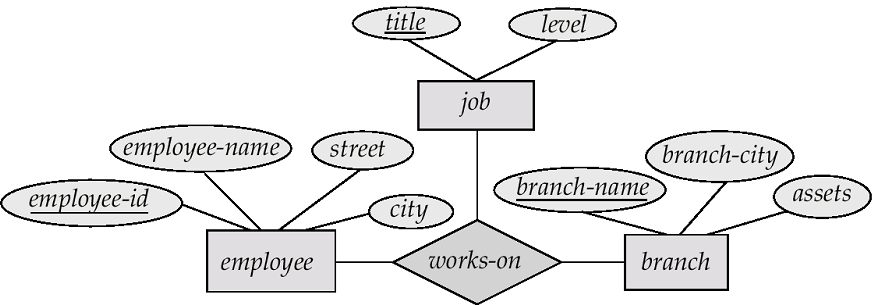 title
level
job
employee-name
street
branch-city
employee-id
branch-name
assets
city
employee
works-on
branch